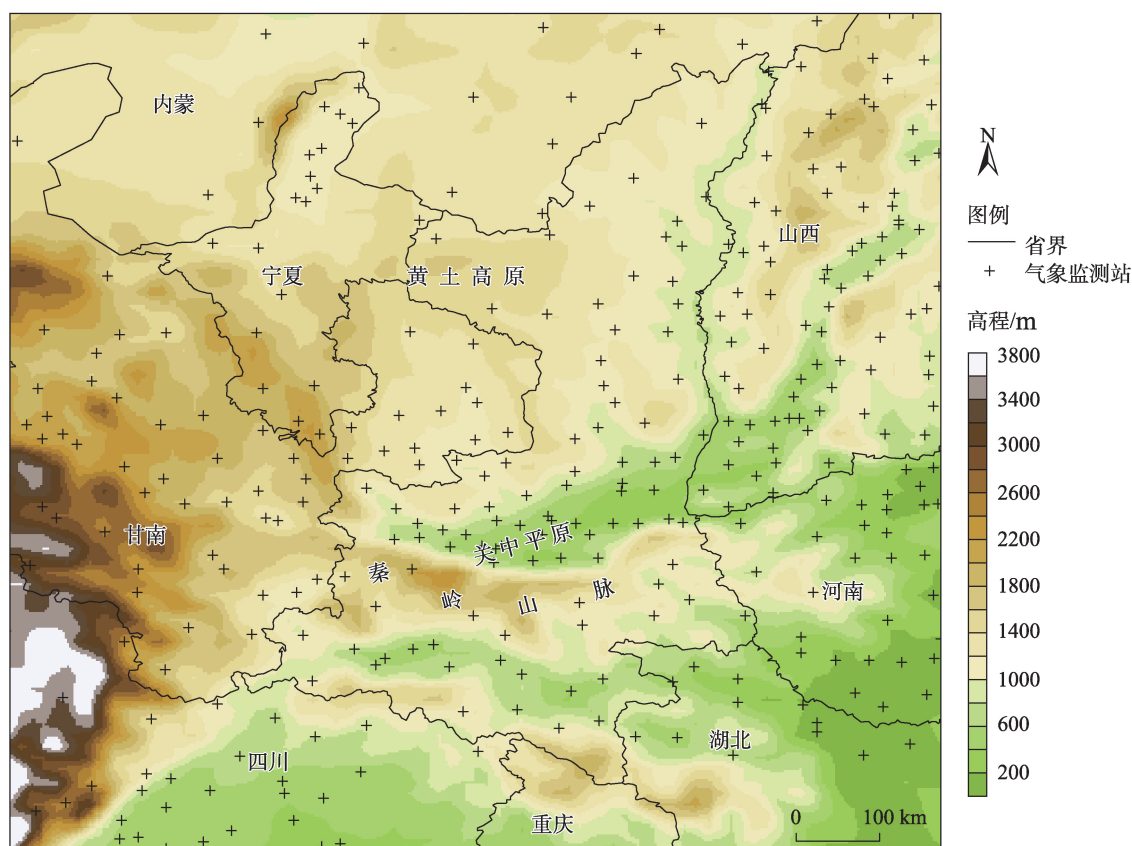 内蒙
山西
宁夏
黄土高原
甘南
关中平原
秦岭山脉
河南
四川
湖北
重庆
0 100 km
N
图例
省界
气象监测站
高程/m
3800
3400
3000
2600
2200
1800
1400
1000
600
200